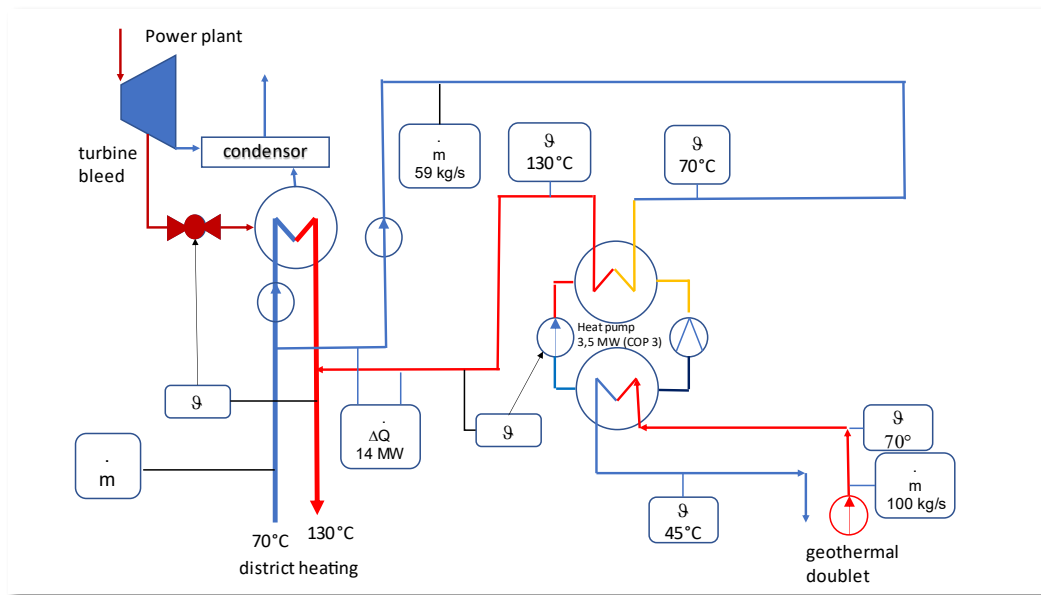 Power plant
turbine
bleed
condensor
ṁ
59 kg/s
ϑ
130°C
ϑ
70°C
Heat pump
3,5 MW (COP 3)
ϑ
ΔQ̇
14 MW
ϑ
ϑ
70°
ṁ
100 kg/s
ṁ
ϑ
45°C
70°C
130°C
district heating
geothermal
doublet